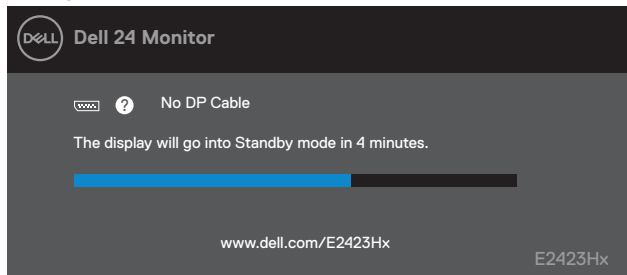 DELL Dell 24 Monitor
No DP Cable
The display will go into Standby mode in 4 minutes.
www.dell.com/E2423Hx
E2423Hx